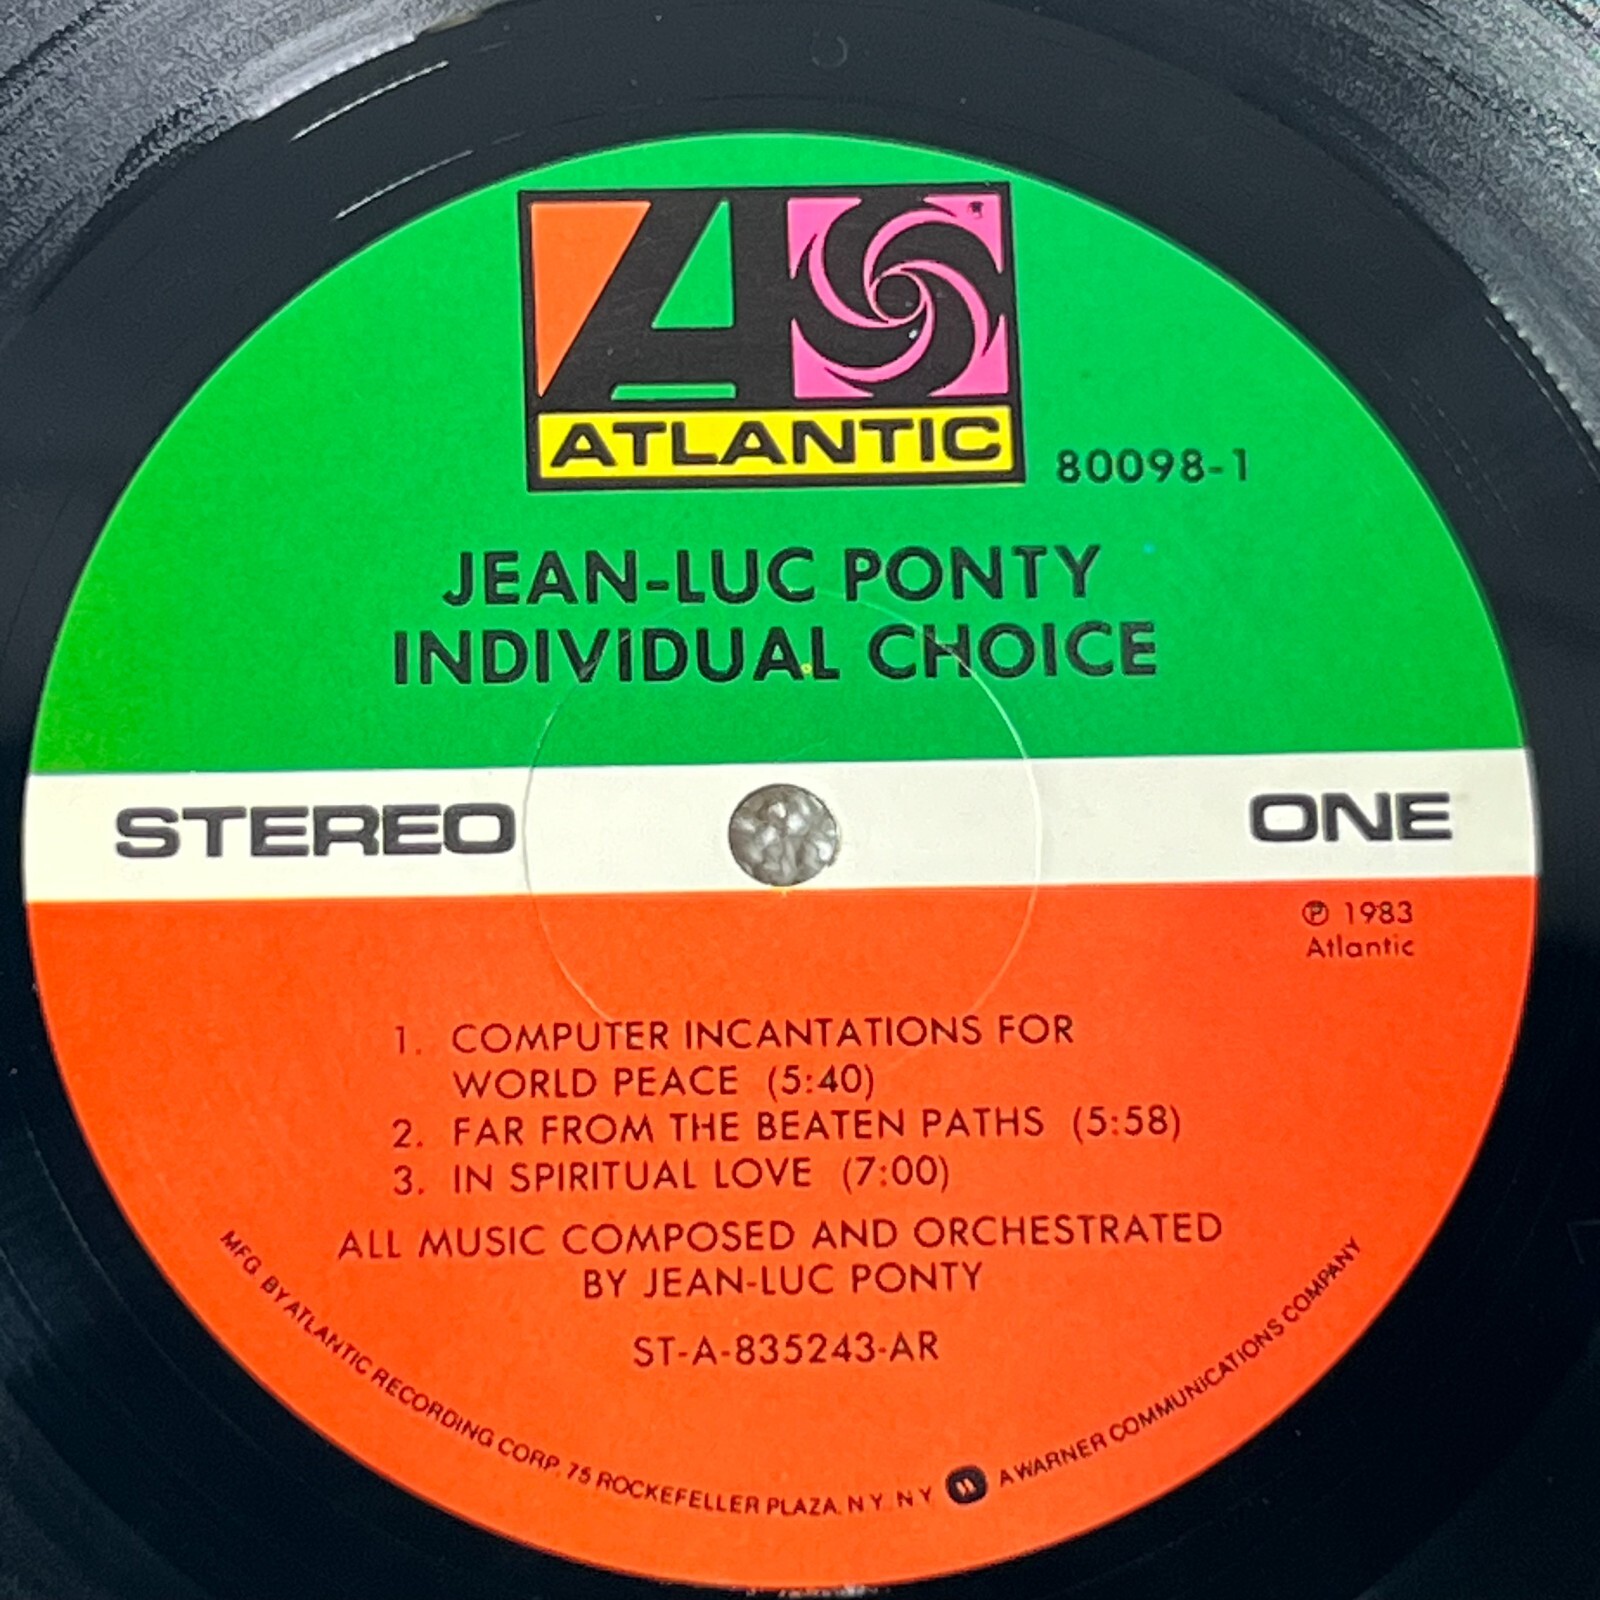 ATLANTIC
80098-1
JEAN-LUC PONTY
INDIVIDUAL CHOICE
STEREO
ONE
℗ 1983
Atlantic
1. COMPUTER INCANTATIONS FOR
WORLD PEACE (5:40)
2. FAR FROM THE BEATEN PATHS (5:58)
3. IN SPIRITUAL LOVE (7:00)
ALL MUSIC COMPOSED AND ORCHESTRATED
BY JEAN-LUC PONTY
ST-A-835243-AR
MFG. BY ATLANTIC RECORDING CORP. 75 ROCKEFELLER PLAZA. N Y. N Y A WARNER COMMUNICATIONS COMPANY